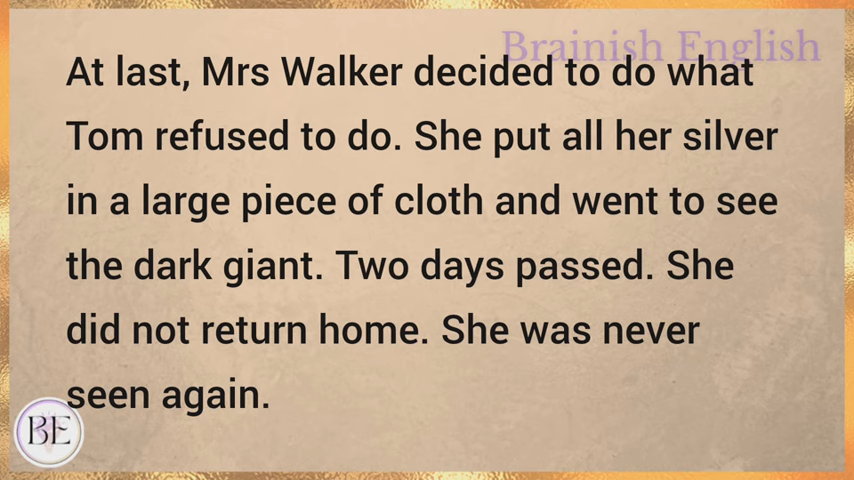 Brainish English
At last, Mrs Walker decided to do what
Tom refused to do. She put all her silver
in a large piece of cloth and went to see
the dark giant. Two days passed. She
did not return home. She was never
seen again.
BE